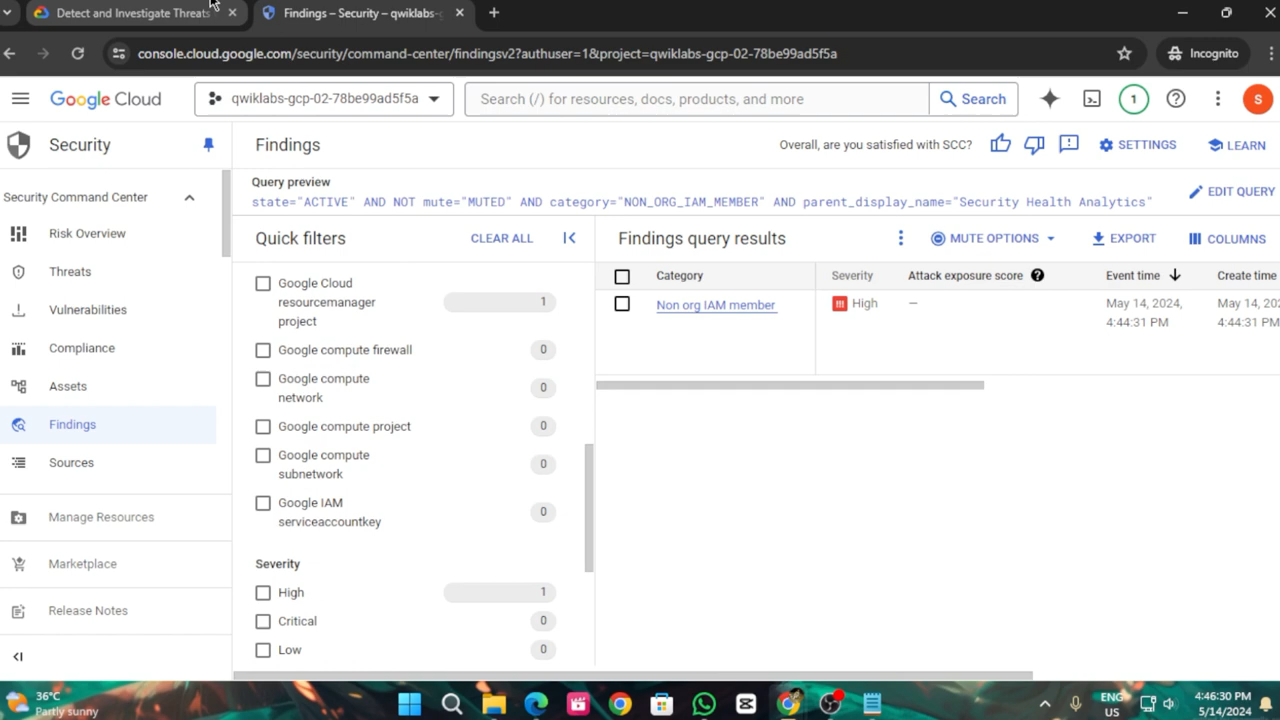 Detect and Investigate Threats
Findings – Security – qwiklabs-
console.cloud.google.com/security/command-center/findingsv2?authuser=1&project=qwiklabs-gcp-02-78be99ad5f5a
Incognito
Google Cloud
qwiklabs-gcp-02-78be99ad5f5a
Search (/) for resources, docs, products, and more
Search
1
S
Security
Findings
Overall, are you satisfied with SCC?
SETTINGS
LEARN
Security Command Center
Risk Overview
Threats
Vulnerabilities
Compliance
Assets
Findings
Sources
Manage Resources
Marketplace
Release Notes
Query preview
state="ACTIVE" AND NOT mute="MUTED" AND category="NON_ORG_IAM_MEMBER" AND parent_display_name="Security Health Analytics"
EDIT QUERY
Quick filters
CLEAR ALL
Google Cloud
resourcemanager
project
1
Google compute firewall
0
Google compute
network
0
Google compute project
0
Google compute
subnetwork
0
Google IAM
serviceaccountkey
0
Severity
High
1
Critical
0
Low
0
Findings query results
MUTE OPTIONS
EXPORT
COLUMNS
Category
Severity
Attack exposure score
Event time
Create time
Non org IAM member
High
—
May 14, 2024,
4:44:31 PM
May 14, 202
4:44:31 PM
36°C
Partly sunny
ENG
US
4:46:30 PM
5/14/2024